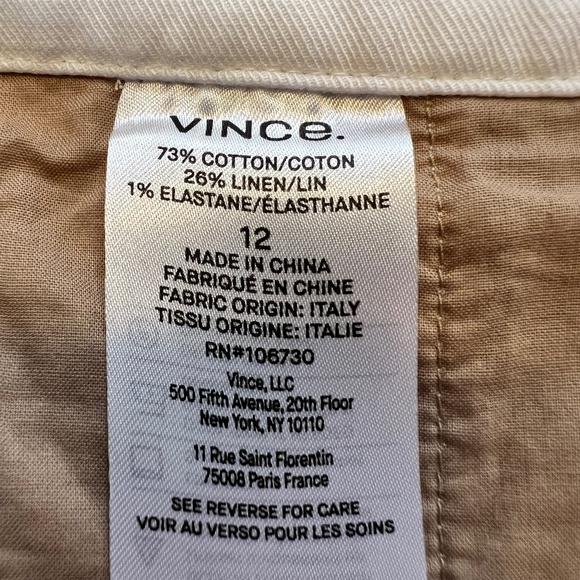 VINCe.
73% COTTON/COTON
26% LINEN/LIN
1% ELASTANE/ÉLASTHANNE
12
MADE IN CHINA
FABRIQUÉ EN CHINE
FABRIC ORIGIN: ITALY
TISSU ORIGINE: ITALIE
RN#106730
Vince, LLC
500 Fifth Avenue, 20th Floor
New York, NY 10110
11 Rue Saint Florentin
75008 Paris France
SEE REVERSE FOR CARE
VOIR AU VERSO POUR LES SOINS